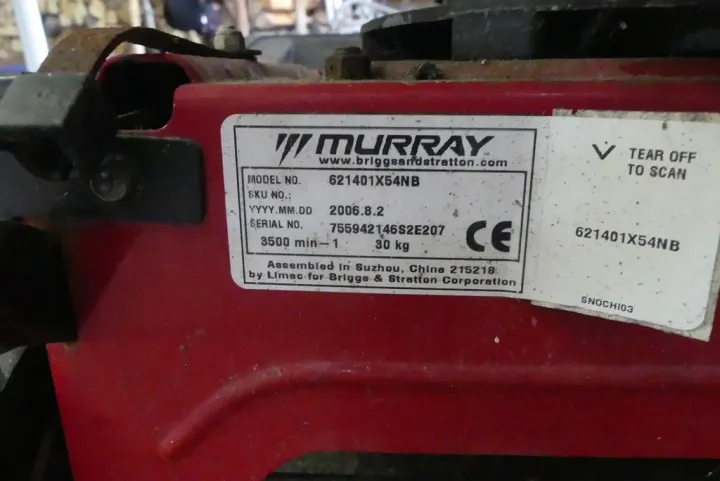 MURRAY
www.briggsandstratton.com
MODEL NO. 621401X54NB
SKU NO.:
YYYY.MM.DD 2006.8.2
SERIAL NO. 755942146S2E207
3500 min-1 30 kg
CE
Assembled in Suzhou, China 215218
by Limac for Briggs & Stratton Corporation
TEAR OFF
TO SCAN
621401X54NB
SNOCHI03